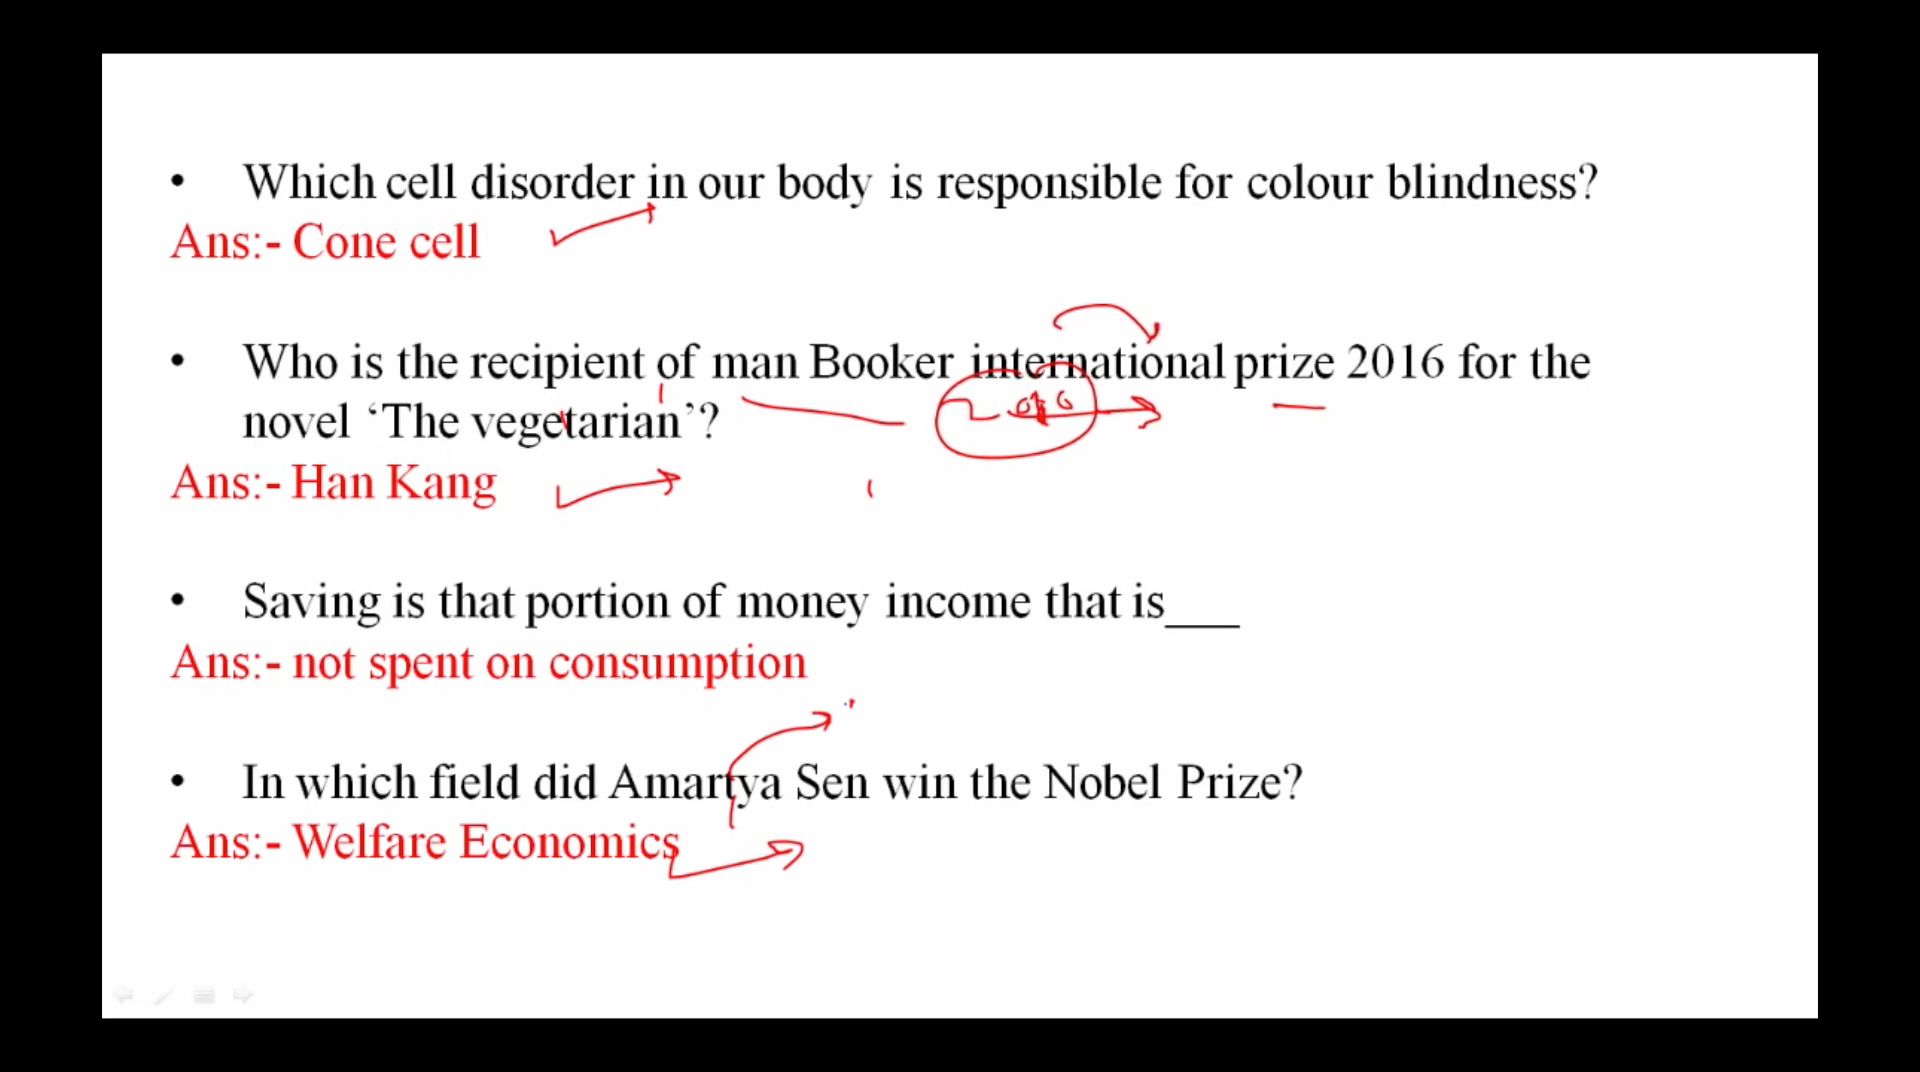 • Which cell disorder in our body is responsible for colour blindness?
Ans:- Cone cell
• Who is the recipient of man Booker international prize 2016 for the
novel ‘The vegetarian’?
Ans:- Han Kang
• Saving is that portion of money income that is___
Ans:- not spent on consumption
• In which field did Amartya Sen win the Nobel Prize?
Ans:- Welfare Economics